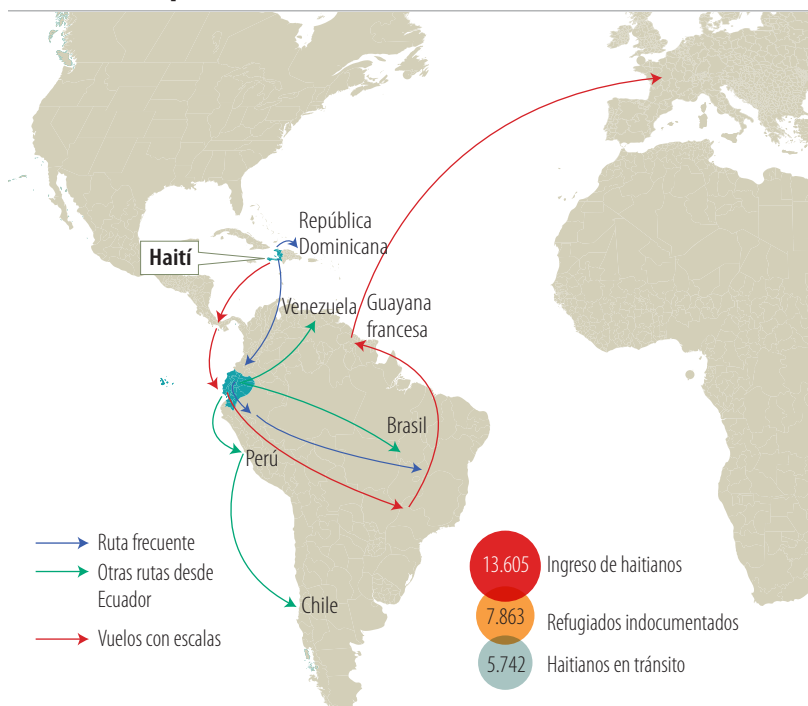 República
Dominicana
Haití
Venezuela
Guayana
francesa
Brasil
Perú
Chile
Ruta frecuente
Otras rutas desde
Ecuador
Vuelos con escalas
13.605
Ingreso de haitianos
7.863
Refugiados indocumentados
5.742
Haitianos en tránsito